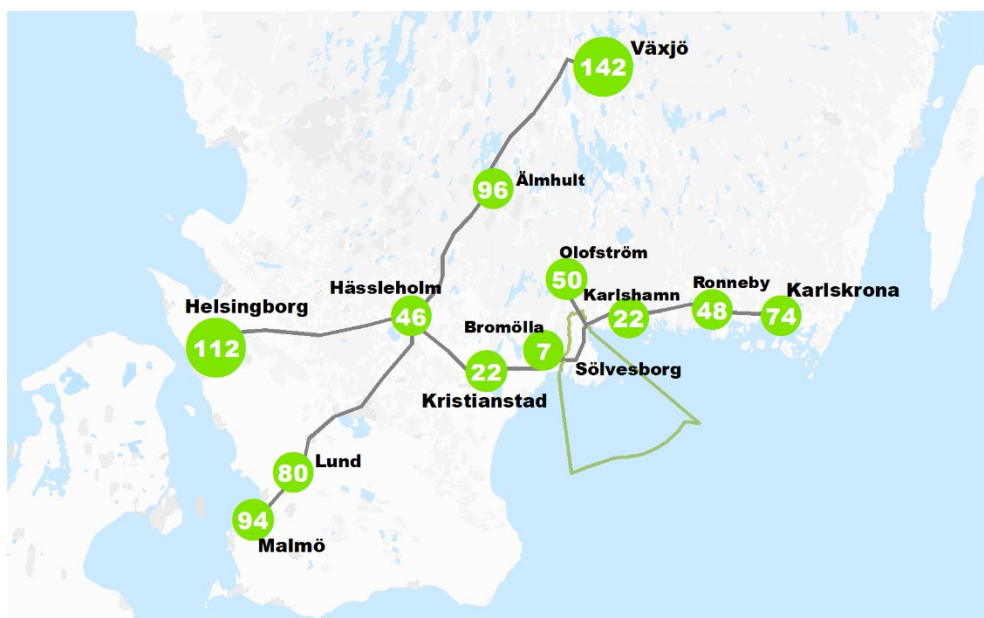 Växjö
142
96
Älmhult
Olofström
50
Karlshamn
22
Ronneby
48
Karlskrona
74
Hässleholm
46
Helsingborg
112
Bromölla
7
Sölvesborg
22
Kristianstad
80
Lund
94
Malmö